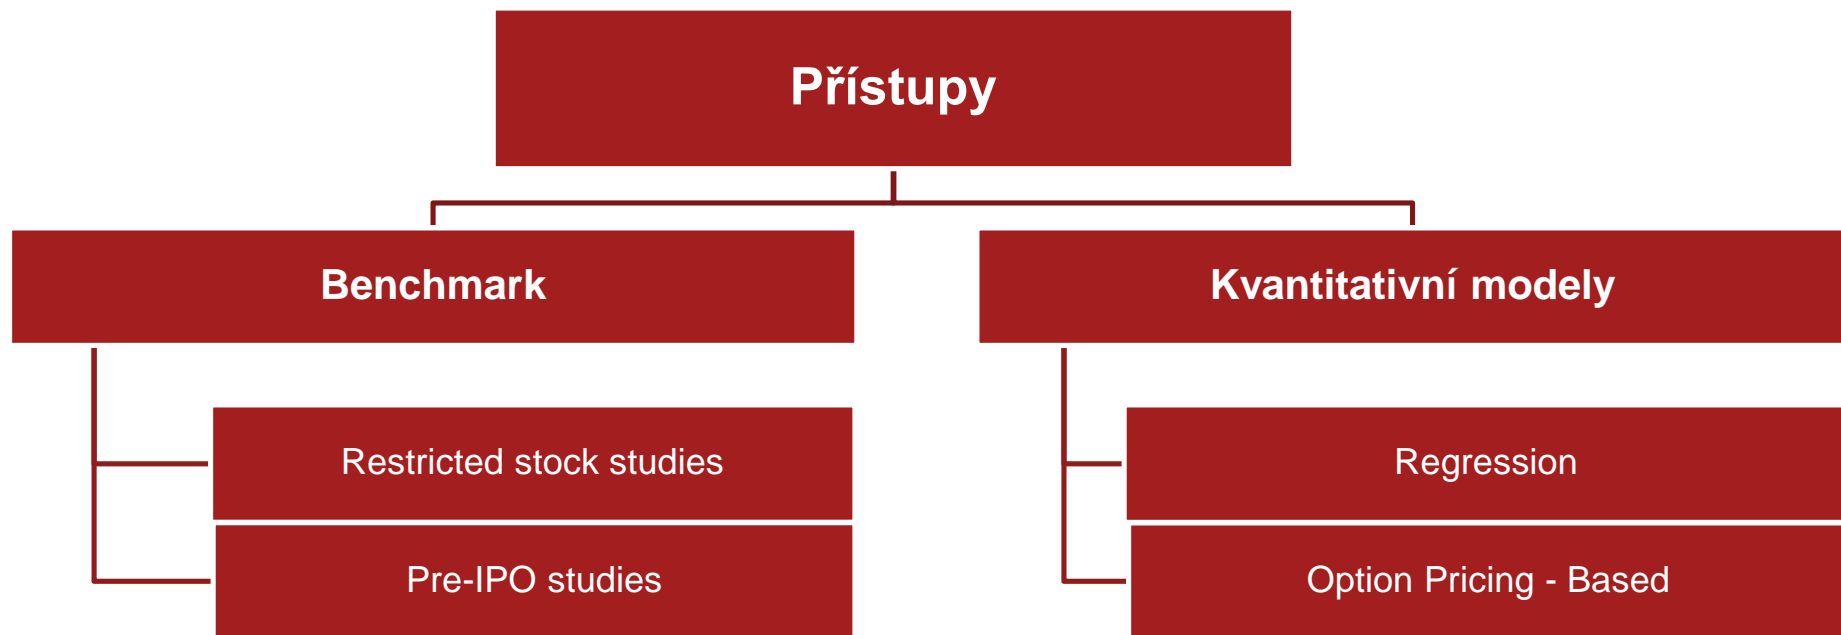 Přístupy
Benchmark
Kvantitativní modely
Restricted stock studies
Regression
Pre-IPO studies
Option Pricing - Based